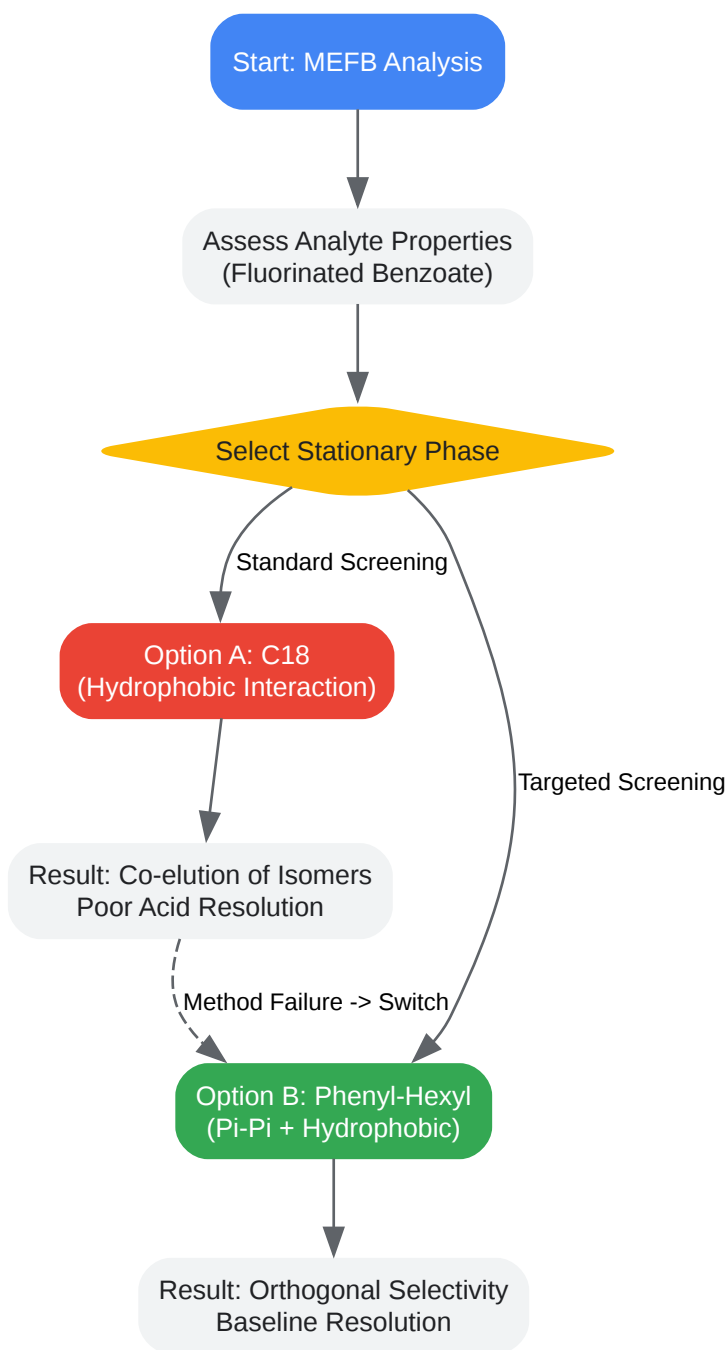 Start: MEFB Analysis
Assess Analyte Properties
(Fluorinated Benzoate)
Select Stationary Phase
Standard Screening
Option A: C18
(Hydrophobic Interaction)
Targeted Screening
Result: Co-elution of Isomers
Poor Acid Resolution
Method Failure -> Switch
Option B: Phenyl-Hexyl
(Pi-Pi + Hydrophobic)
Result: Orthogonal Selectivity
Baseline Resolution